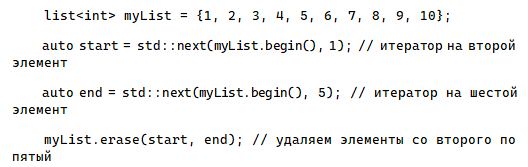 list<int> myList = {1, 2, 3, 4, 5, 6, 7, 8, 9, 10};
auto start = std::next(myList.begin(), 1); // итератор на второй
элемент
auto end = std::next(myList.begin(), 5); // итератор на шестой
элемент
myList.erase(start, end); // удаляем элементы со второго по
пятый